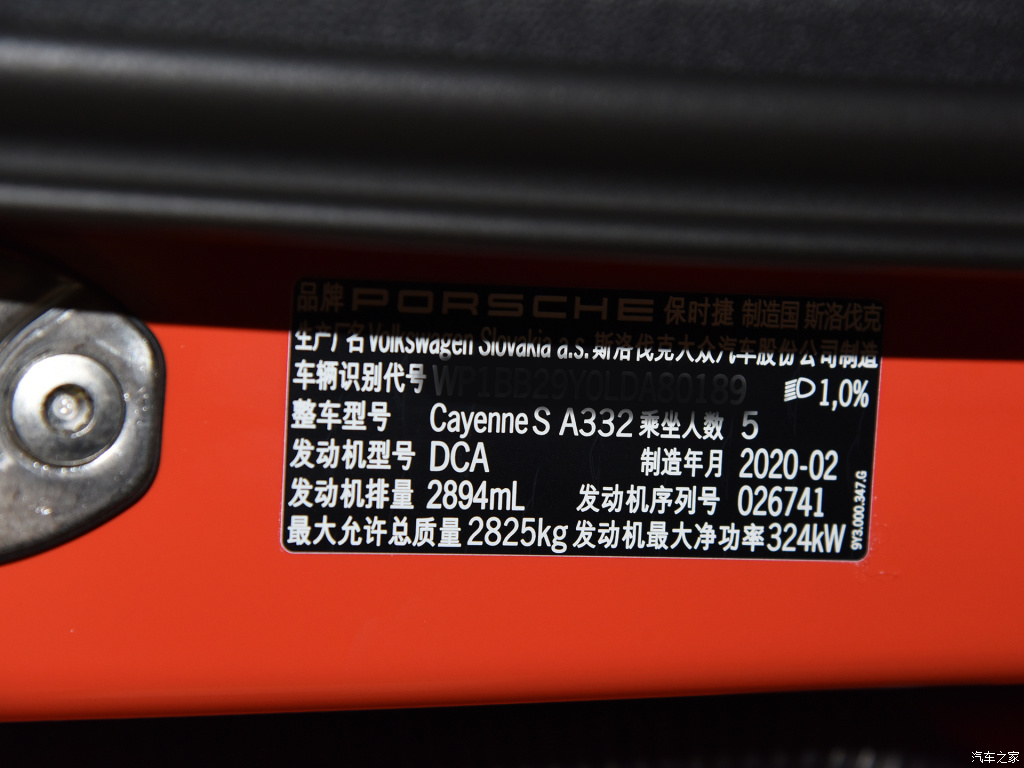 品牌 PORSCHE 保时捷 制造国 斯洛伐克
生产厂名 Volkswagen Slovakia a.s. 斯洛伐克大众汽车股份公司制造
车辆识别代号 WP1BB29Y0LDA80189 1,0%
整车型号 Cayenne S A332 乘坐人数 5
发动机型号 DCA 制造年月 2020-02
发动机排量 2894mL 发动机序列号 026741
最大允许总质量 2825kg 发动机最大净功率 324kW
9Y3.000.347.G
汽车之家